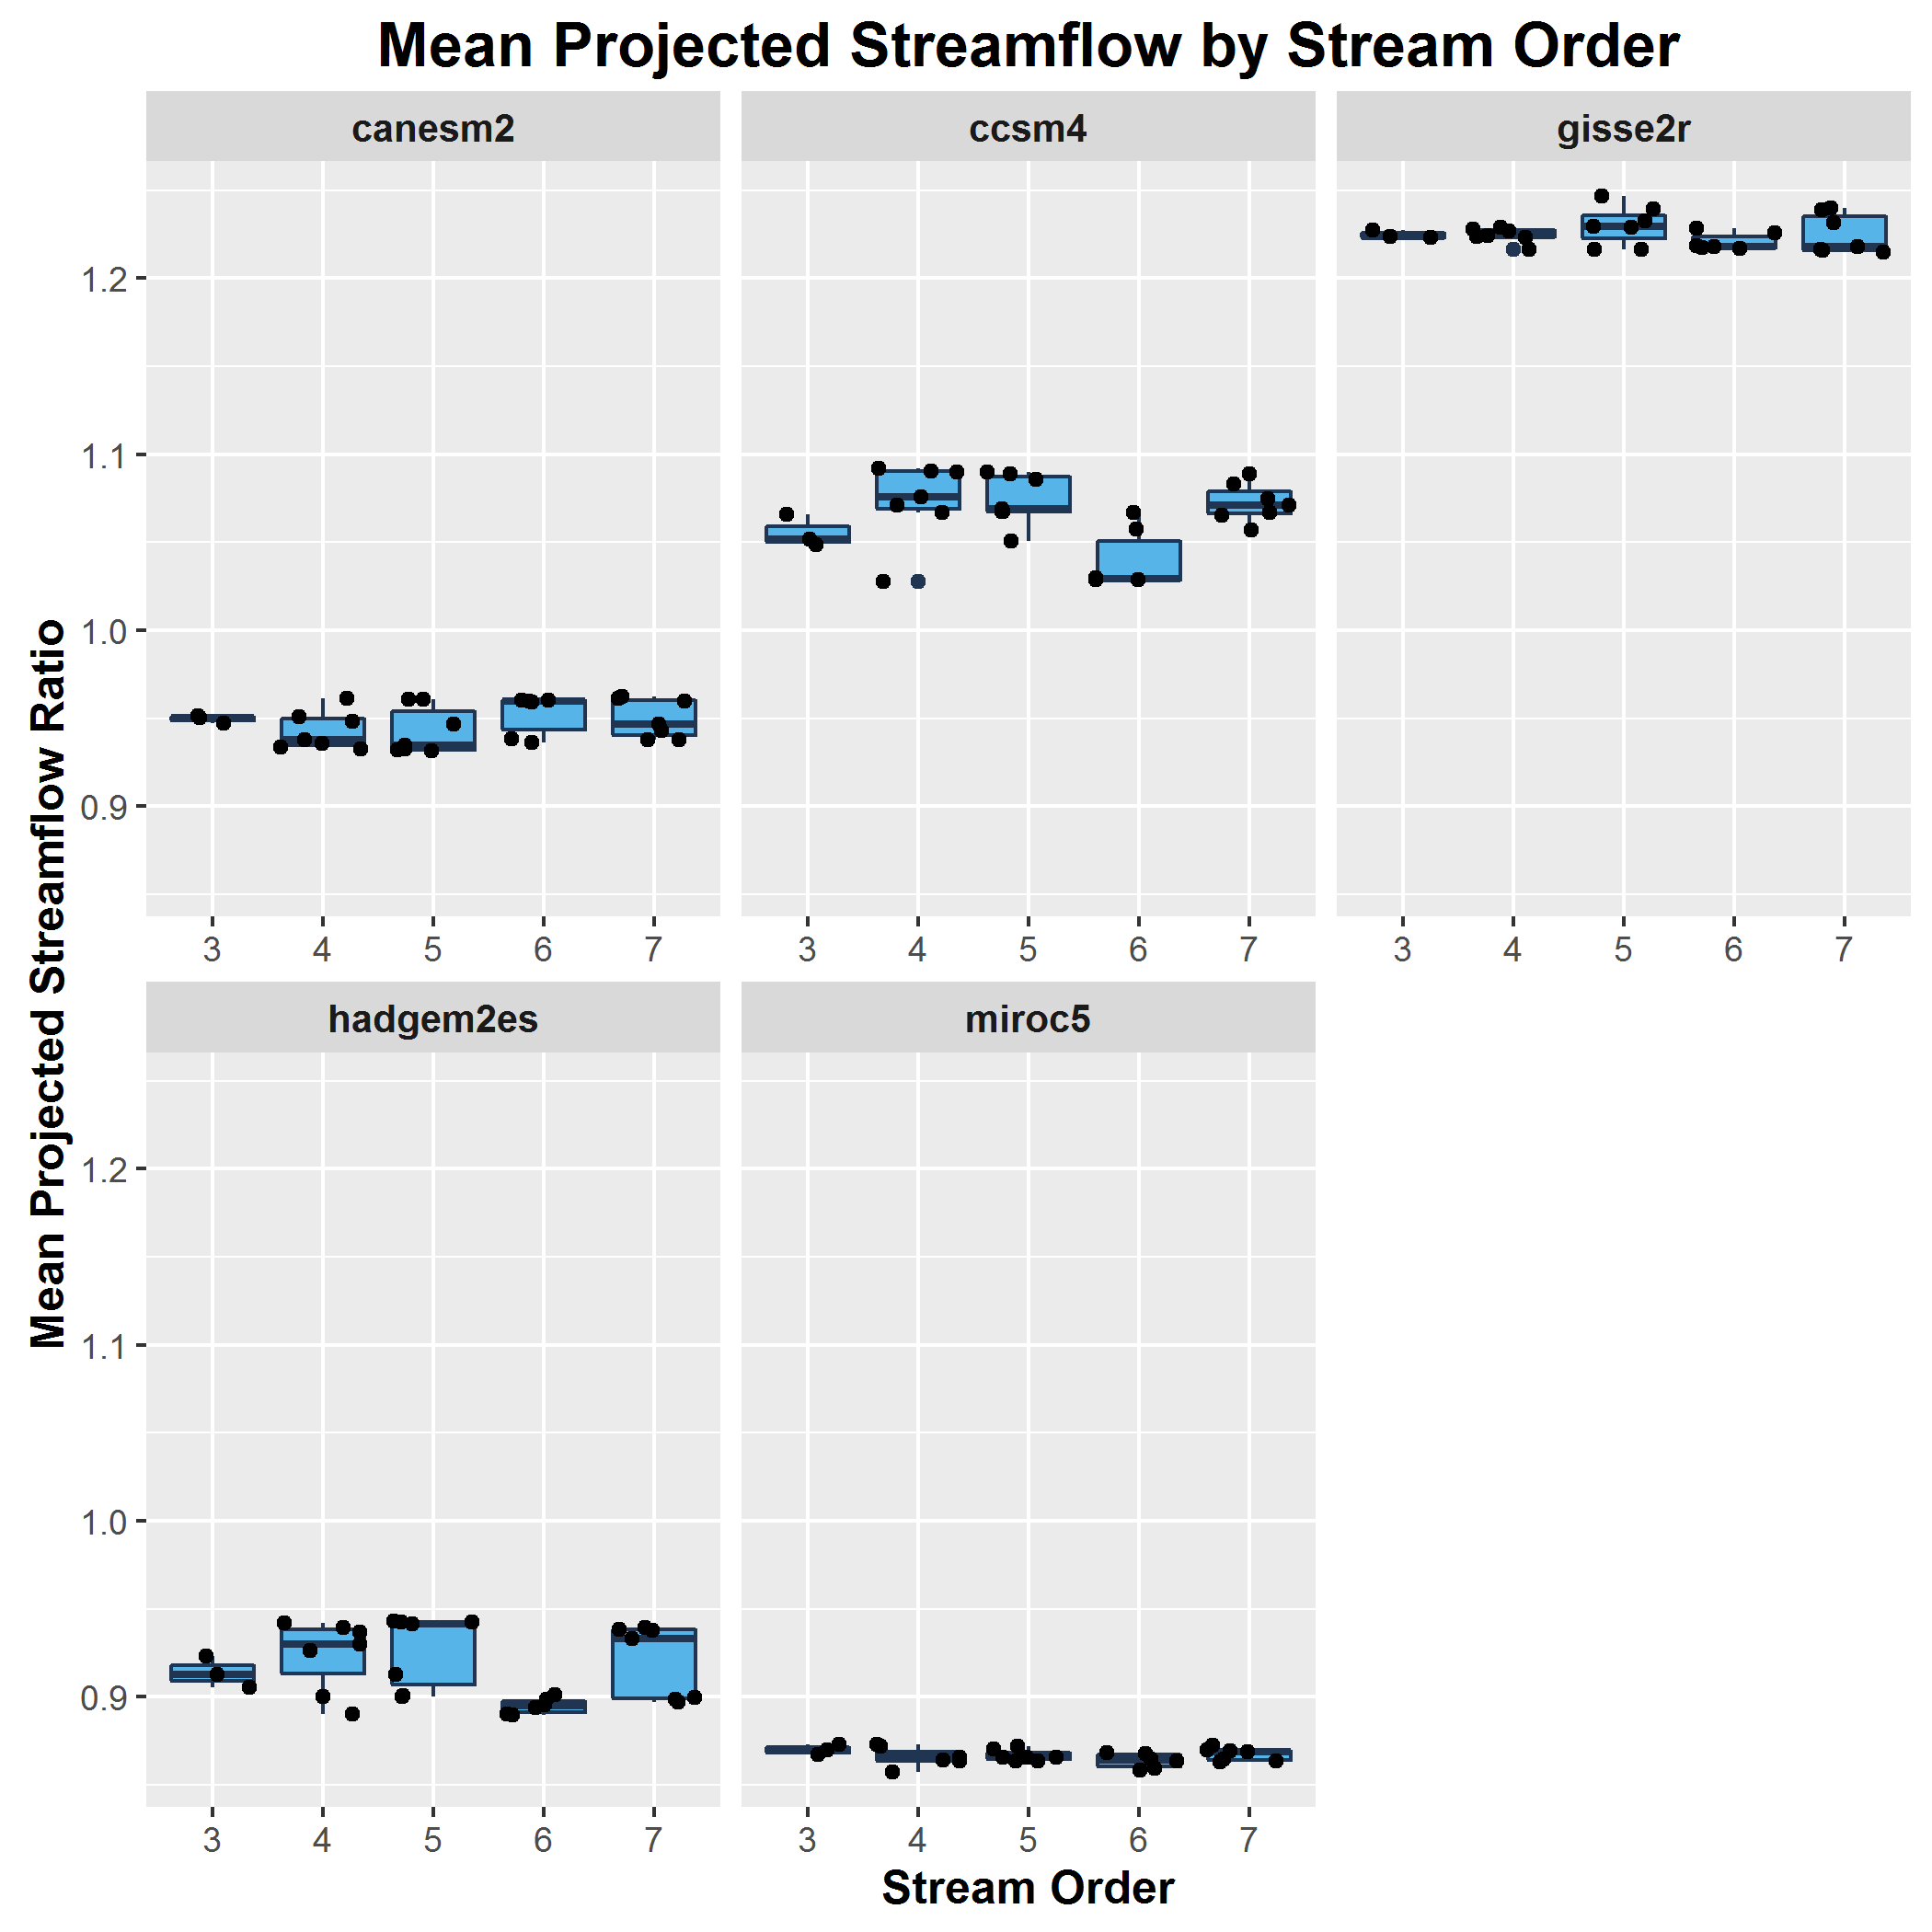 Mean Projected Streamflow by Stream Order
canesm2 ccsm4 gisse2r
1.2
1.1
1.0
0.9
3 4 5 6 7 3 4 5 6 7 3 4 5 6 7
Mean Projected Streamflow Ratio
hadgem2es miroc5
1.2
1.1
1.0
0.9
3 4 5 6 7 3 4 5 6 7
Stream Order